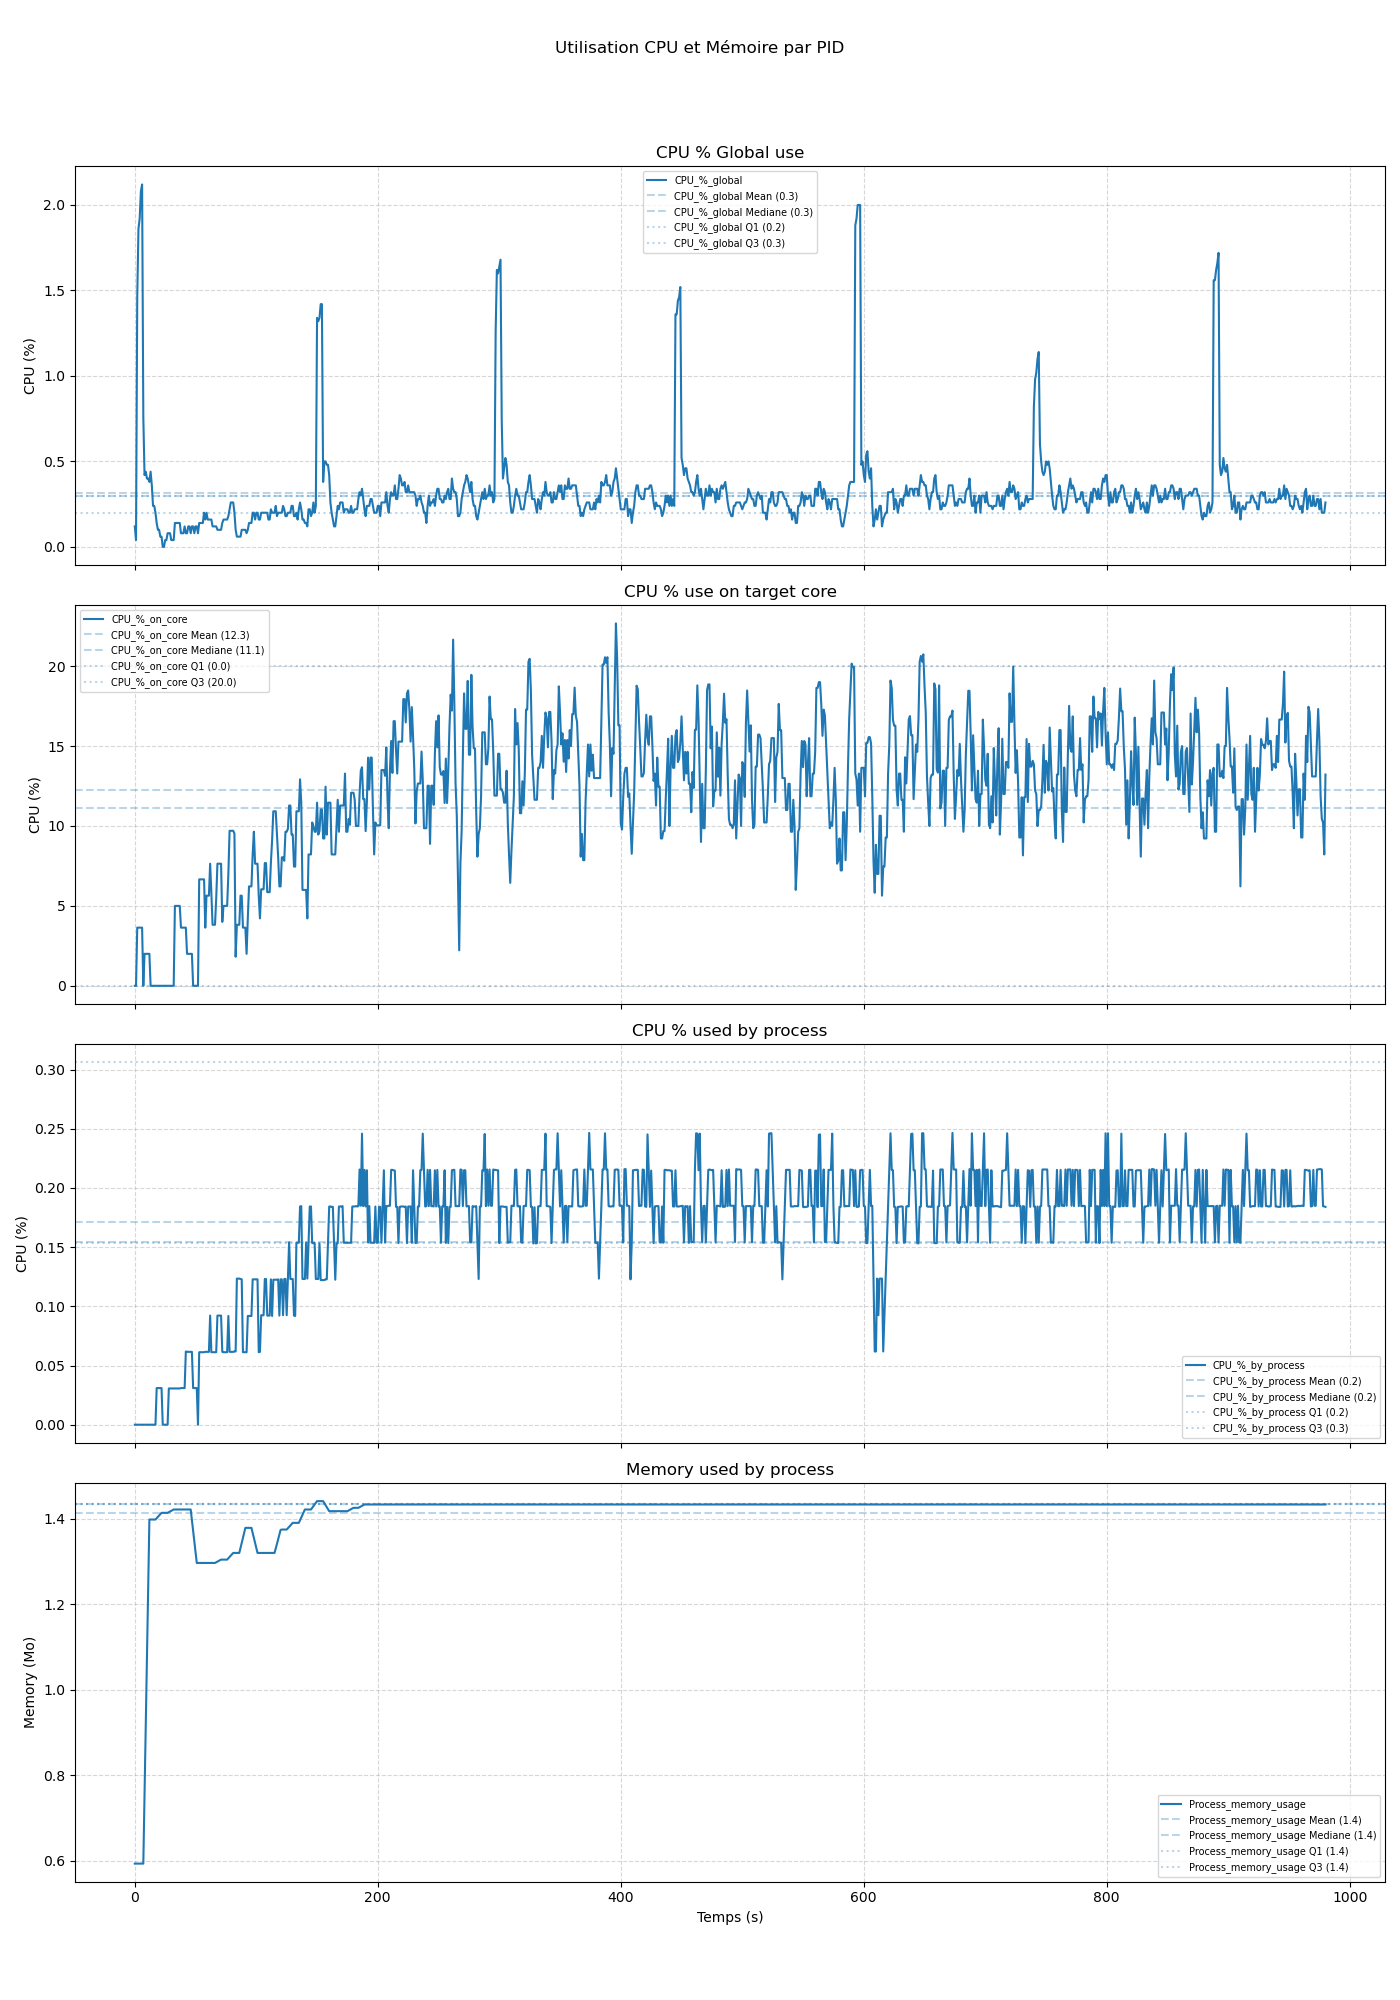 Utilisation CPU et Mémoire par PID
CPU % Global use
CPU (%)
2.0
1.5
1.0
0.5
0.0
CPU_%_global
CPU_%_global Mean (0.3)
CPU_%_global Mediane (0.3)
CPU_%_global Q1 (0.2)
CPU_%_global Q3 (0.3)
CPU % use on target core
CPU (%)
20
15
10
5
0
CPU_%_on_core
CPU_%_on_core Mean (12.3)
CPU_%_on_core Mediane (11.1)
CPU_%_on_core Q1 (0.0)
CPU_%_on_core Q3 (20.0)
CPU % used by process
CPU (%)
0.30
0.25
0.20
0.15
0.10
0.05
0.00
CPU_%_by_process
CPU_%_by_process Mean (0.2)
CPU_%_by_process Mediane (0.2)
CPU_%_by_process Q1 (0.2)
CPU_%_by_process Q3 (0.3)
Memory used by process
Memory (Mo)
1.4
1.2
1.0
0.8
0.6
Process_memory_usage
Process_memory_usage Mean (1.4)
Process_memory_usage Mediane (1.4)
Process_memory_usage Q1 (1.4)
Process_memory_usage Q3 (1.4)
0 200 400 600 800 1000
Temps (s)